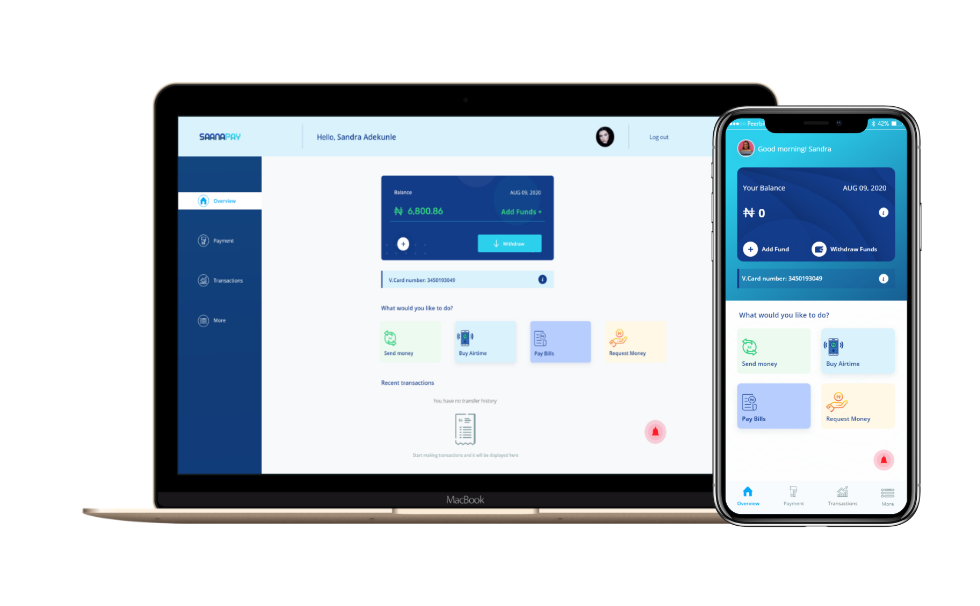 SAANAPAY
Hello, Sandra Adekunle
Log out
Overview
Payment
Transactions
More
Balance
AUG 09, 2020
₦ 6,800.86
Add Funds +
Withdraw
V.Card number: 3450193049
What would you like to do?
Send money
Buy Airtime
Pay Bills
Request Money
Recent transactions
You have no transfer history
Start making transactions and it will be displayed here
MacBook
42%
Good morning! Sandra
Your Balance
AUG 09, 2020
₦ 0
Add Fund
Withdraw Funds
V.Card number: 3450193049
What would you like to do?
Send money
Buy Airtime
Pay Bills
Request Money
Overview
Payment
Transactions
More